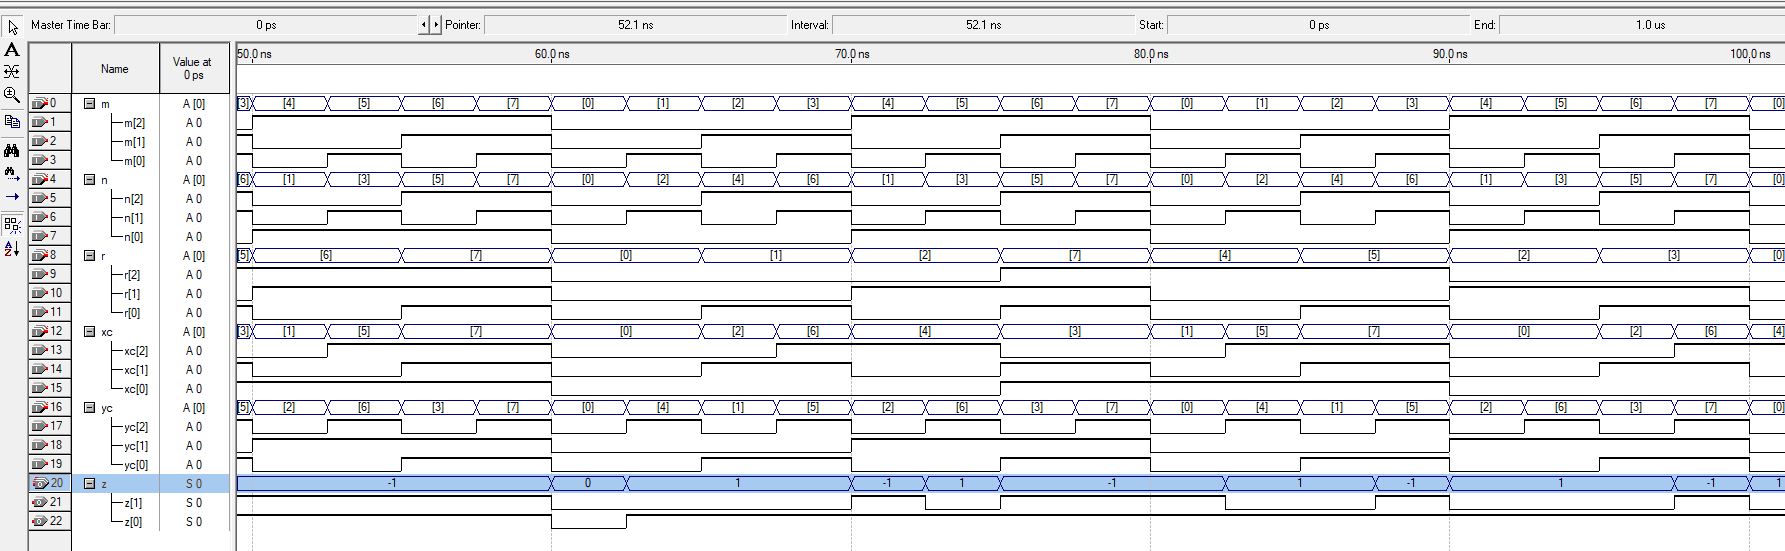 Master Time Bar: 0 ps Pointer: 52.1 ns Interval: 52.1 ns Start: 0 ps End: 1.0 us
50.0 ns 60.0 ns 70.0 ns 80.0 ns 90.0 ns 100.0 ns
Name Value at 0 ps
0 m A [0] [3] [4] [5] [6] [7] [0] [1] [2] [3] [4] [5] [6] [7] [0] [1] [2] [3] [4] [5] [6] [7] [0]
1 m[2] A 0
2 m[1] A 0
3 m[0] A 0
4 n A [0] [6] [1] [3] [5] [7] [0] [2] [4] [6] [1] [3] [5] [7] [0] [2] [4] [6] [1] [3] [5] [7] [0]
5 n[2] A 0
6 n[1] A 0
7 n[0] A 0
8 r A [0] [5] [6] [7] [0] [1] [2] [7] [4] [5] [2] [3] [0]
9 r[2] A 0
10 r[1] A 0
11 r[0] A 0
12 xc A [0] [3] [1] [5] [7] [0] [2] [6] [4] [3] [1] [5] [7] [0] [2] [6] [4]
13 xc[2] A 0
14 xc[1] A 0
15 xc[0] A 0
16 yc A [0] [5] [2] [6] [3] [7] [0] [4] [1] [5] [2] [6] [3] [7] [0] [4] [1] [5] [2] [6] [3] [7] [0]
17 yc[2] A 0
18 yc[1] A 0
19 yc[0] A 0
20 z S 0 -1 0 1 -1 1 -1 1 -1 1 -1 1
21 z[1] S 0
22 z[0] S 0